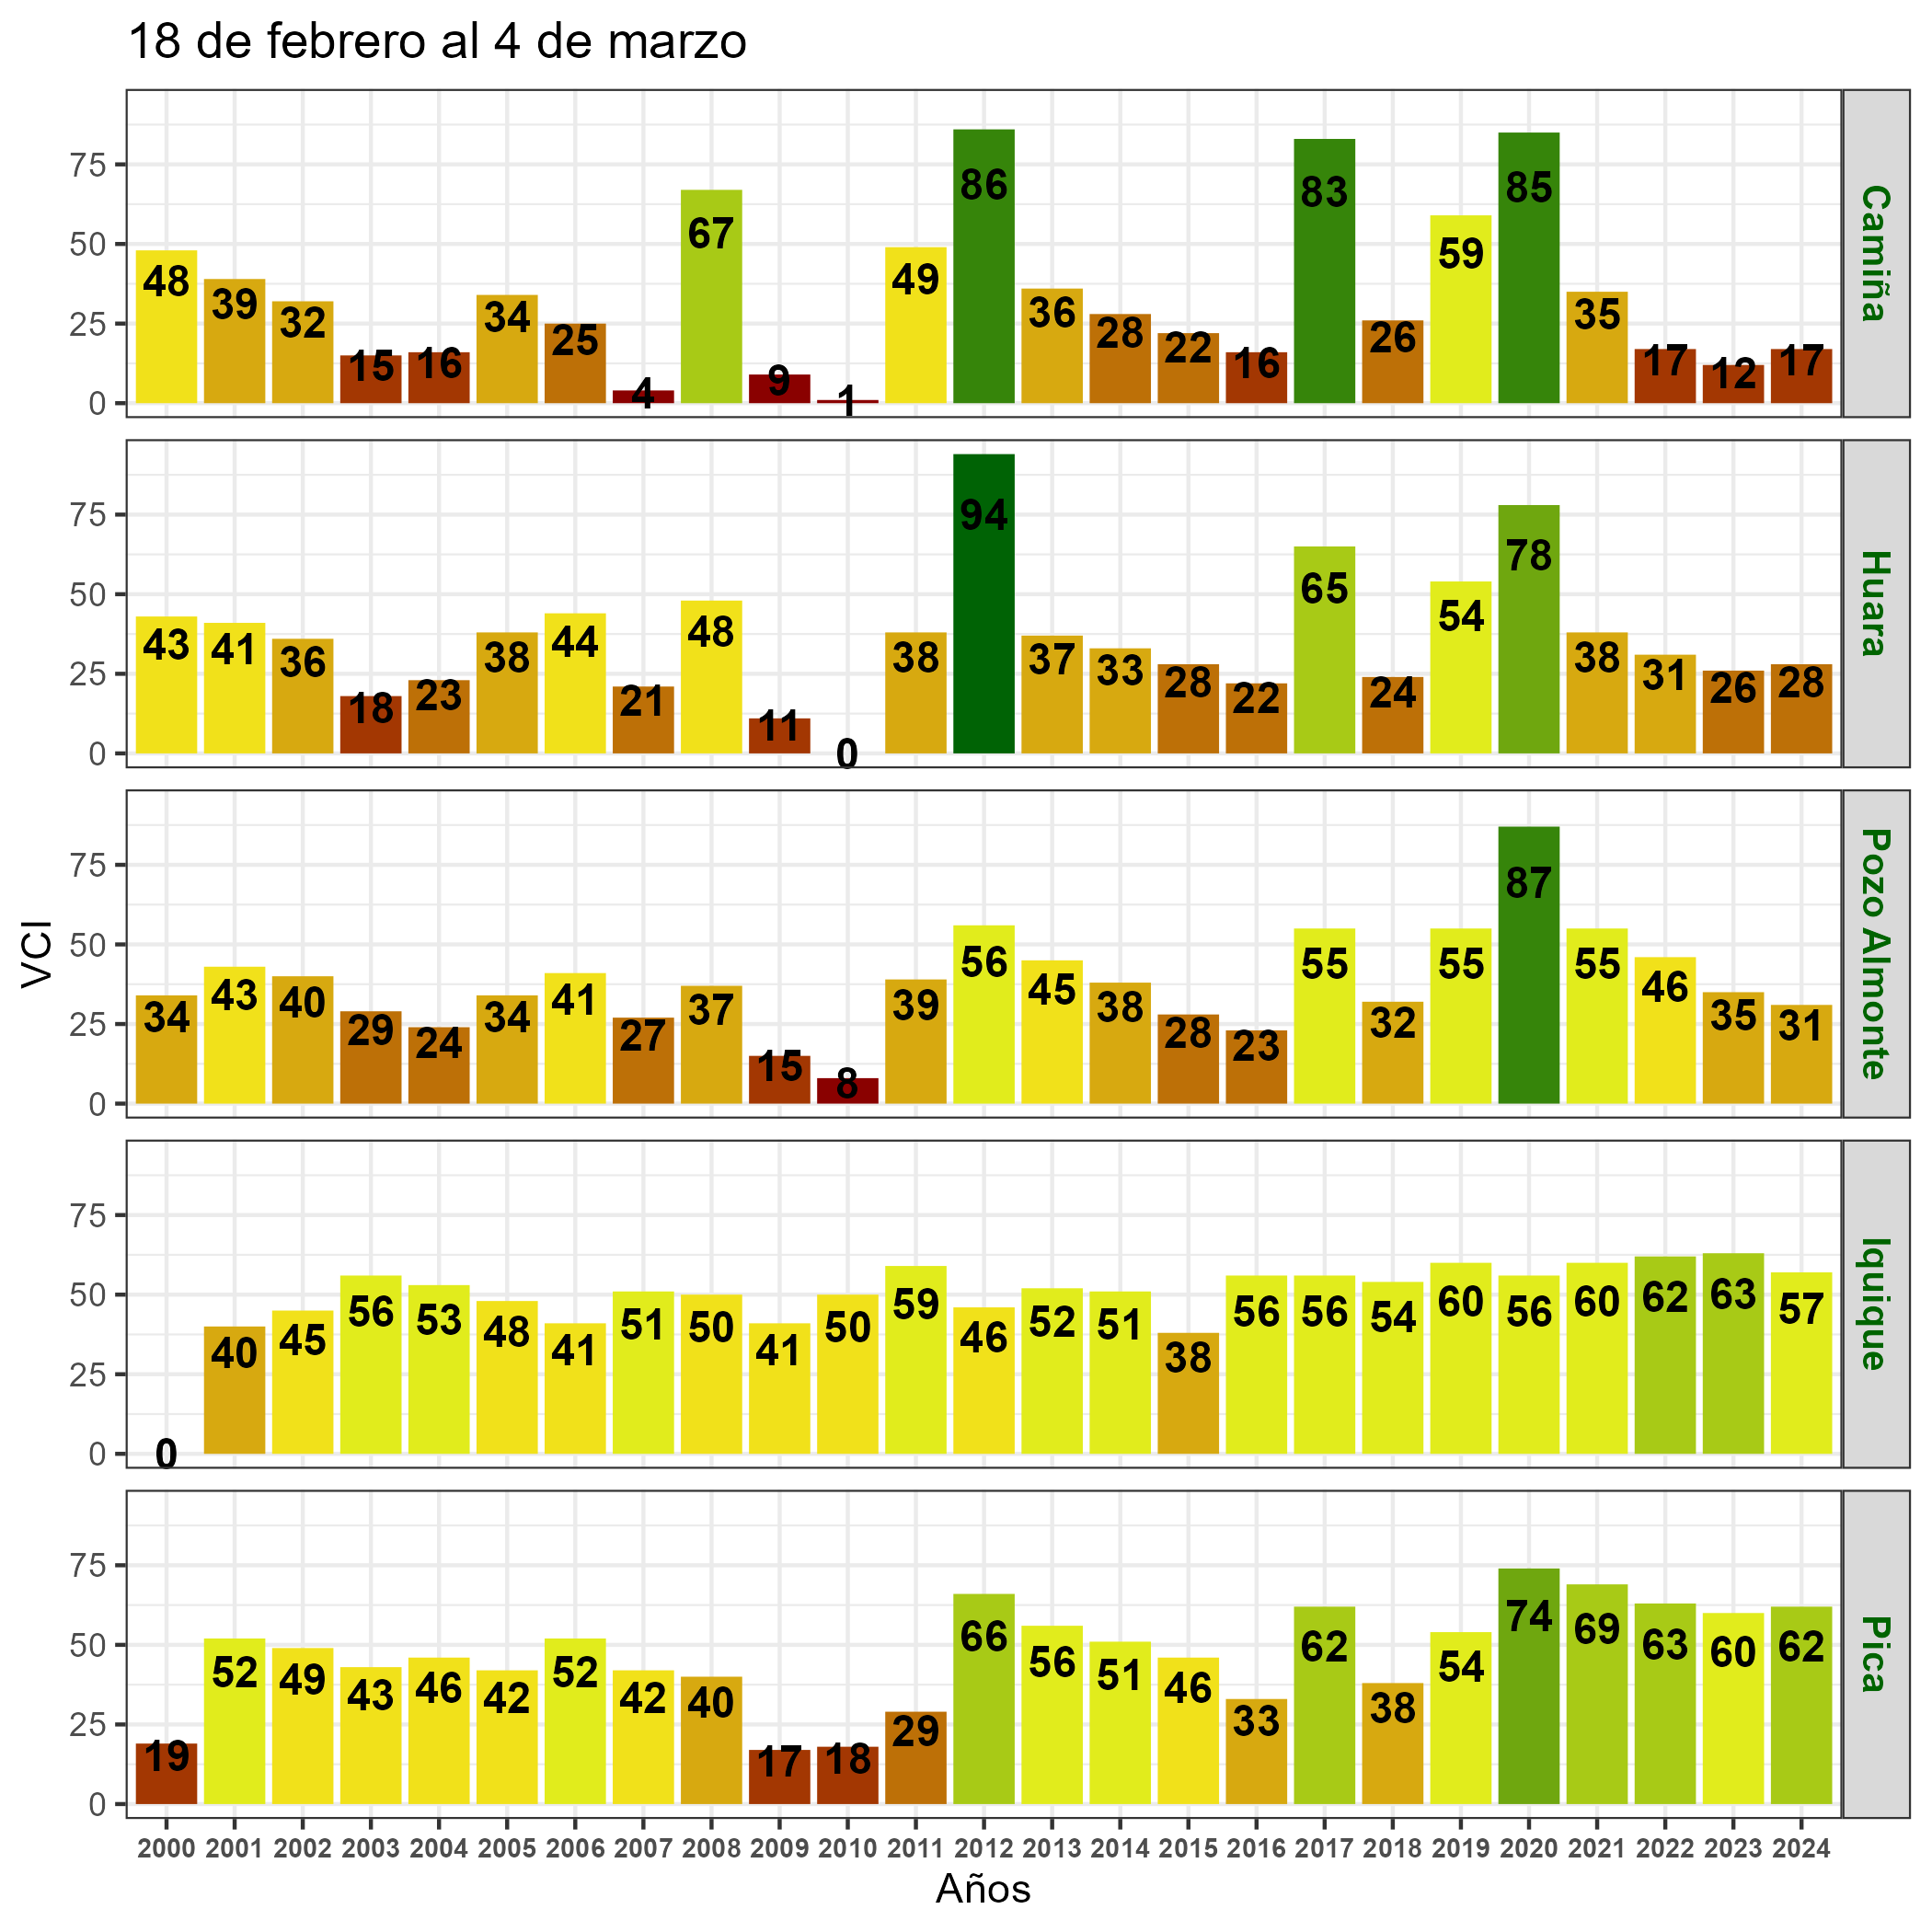 18 de febrero al 4 de marzo
75
50
25
0
48 39 32 15 16 34 25 4 67 9 1 49 86 36 28 22 16 83 26 59 85 35 17 12 17
Camiña
75
50
25
0
43 41 36 18 23 38 44 21 48 11 0 38 94 37 33 28 22 65 24 54 78 38 31 26 28
Huara
VCI
75
50
25
0
34 43 40 29 24 34 41 27 37 15 8 39 56 45 38 28 23 55 32 55 87 55 46 35 31
Pozo Almonte
75
50
25
0
0 40 45 56 53 48 41 51 50 41 50 59 46 52 51 38 56 56 54 60 56 60 62 63 57
Iquique
75
50
25
0
19 52 49 43 46 42 52 42 40 17 18 29 66 56 51 46 33 62 38 54 74 69 63 60 62
Pica
2000 2001 2002 2003 2004 2005 2006 2007 2008 2009 2010 2011 2012 2013 2014 2015 2016 2017 2018 2019 2020 2021 2022 2023 2024
Años